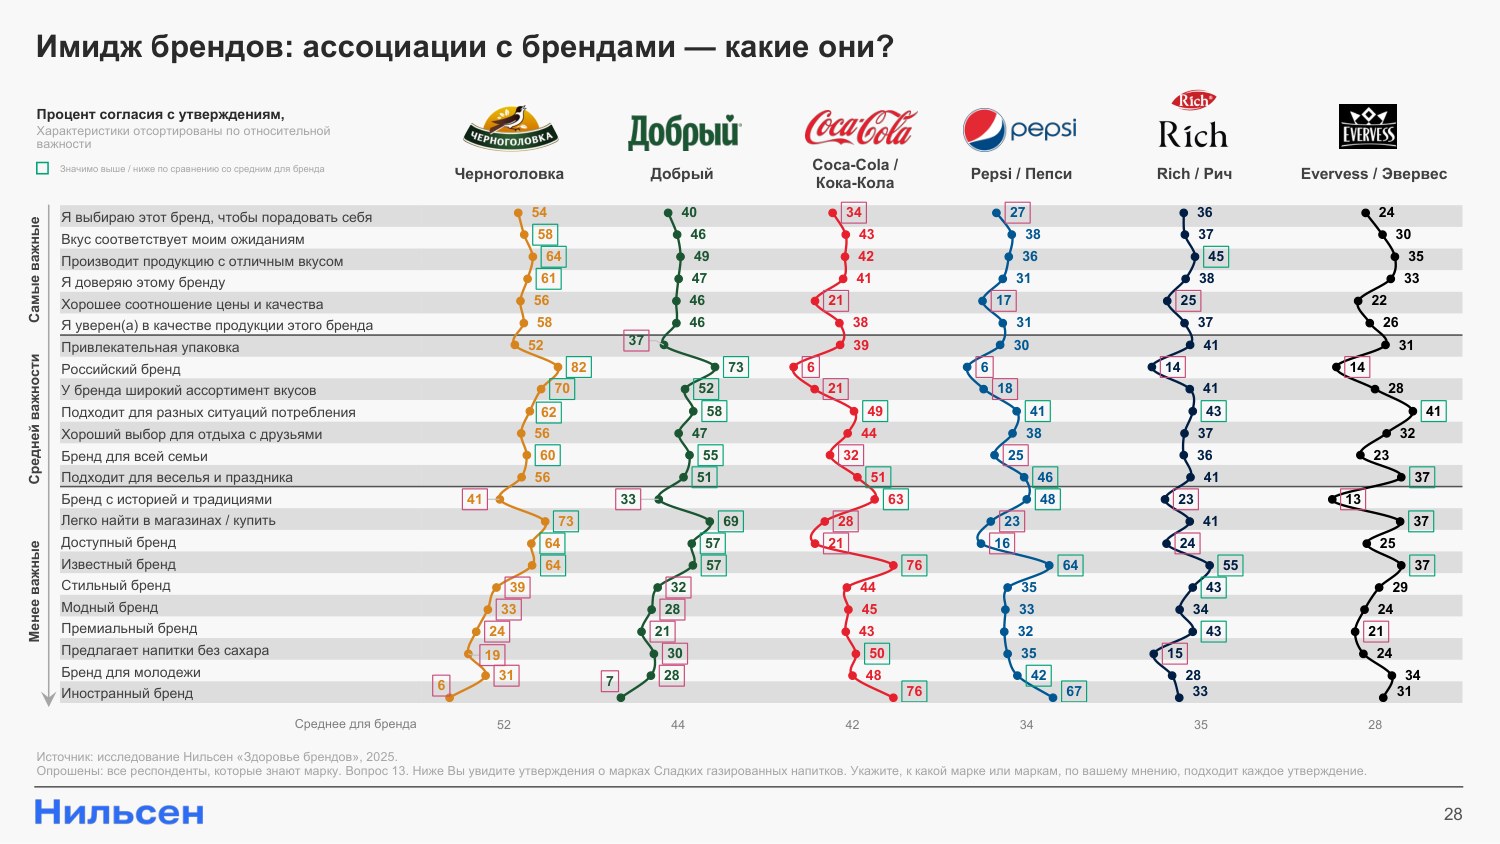 Имидж брендов: ассоциации с брендами — какие они?
Процент согласия с утверждениям,
Характеристики отсортированы по относительной
важности
Значимо выше / ниже по сравнению со средним для бренда
ЧЕРНОГОЛОВКА
Добрый
Coca-Cola
pepsi
Rich
Rich
EVERVESS
Черноголовка
Добрый
Coca-Cola /
Кока-Кола
Pepsi / Пепси
Rich / Рич
Evervess / Эвервес
Самые важные
Я выбираю этот бренд, чтобы порадовать себя 54 40 34 27 36 24
Вкус соответствует моим ожиданиям 58 46 43 38 37 30
Производит продукцию с отличным вкусом 64 49 42 36 45 35
Я доверяю этому бренду 61 47 41 31 38 33
Хорошее соотношение цены и качества 56 46 21 17 25 22
Я уверен(а) в качестве продукции этого бренда 58 46 38 31 37 26
Средней важности
Привлекательная упаковка 52 37 39 30 41 31
Российский бренд 82 73 6 6 14 14
У бренда широкий ассортимент вкусов 70 52 21 18 41 28
Подходит для разных ситуаций потребления 62 58 49 41 43 41
Хороший выбор для отдыха с друзьями 56 47 44 38 37 32
Бренд для всей семьи 60 55 32 25 36 23
Подходит для веселья и праздника 56 51 51 46 41 37
Менее важные
Бренд с историей и традициями 41 33 63 48 23 13
Легко найти в магазинах / купить 73 69 28 23 41 37
Доступный бренд 64 57 21 16 24 25
Известный бренд 64 57 76 64 55 37
Стильный бренд 39 32 44 35 43 29
Модный бренд 33 28 45 33 34 24
Премиальный бренд 24 21 43 32 43 21
Предлагает напитки без сахара 19 30 50 35 15 24
Бренд для молодежи 31 28 48 42 28 34
Иностранный бренд 6 7 76 67 33 31
Среднее для бренда 52 44 42 34 35 28
Источник: исследование Нильсен «Здоровье брендов», 2025.
Опрошены: все респонденты, которые знают марку. Вопрос 13. Ниже Вы увидите утверждения о марках Сладких газированных напитков. Укажите, к какой марке или маркам, по вашему мнению, подходит каждое утверждение.
Нильсен
28